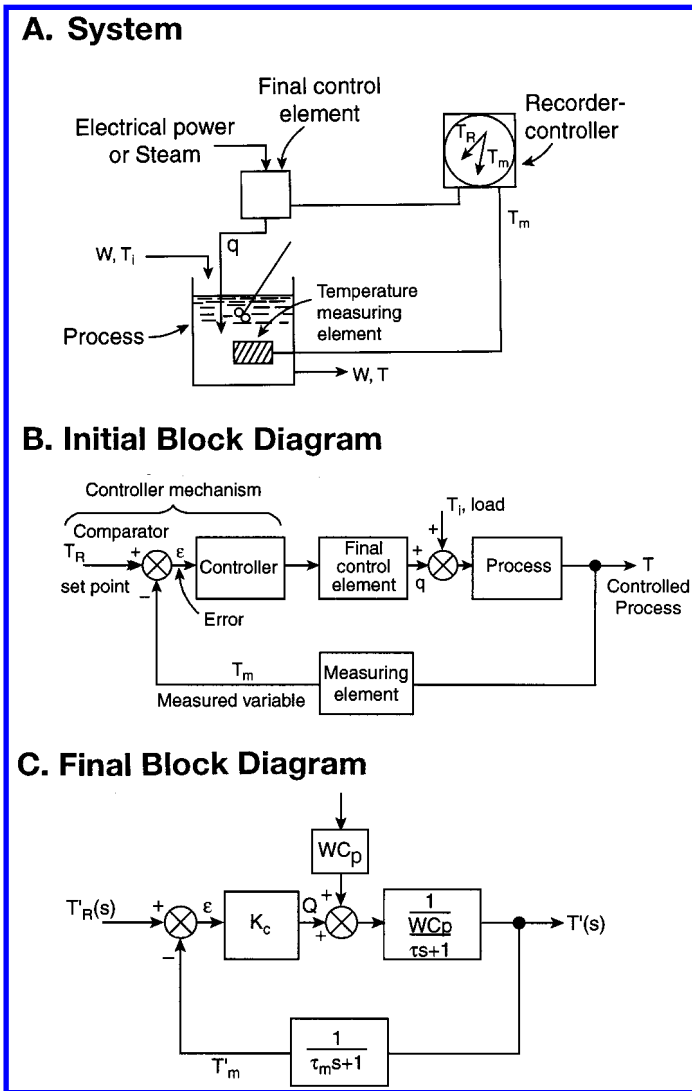 A. System
Final control
element
Electrical power
or Steam
Recorder-
controller
T_R
T_m
T_m
q
W, T_i
Temperature
measuring
element
Process
W, T
B. Initial Block Diagram
Controller mechanism
T_i, load
Comparator
+
T_R
+
ε
Controller
Final
control
element
+
q
Process
T
Controlled
Process
set point
−
Error
T_m
Measured variable
Measuring
element
C. Final Block Diagram
WC_p
T'_R(s)
+
ε
K_c
Q
+
+
1
WCp
τs+1
T'(s)
−
T'_m
1
τ_ms+1